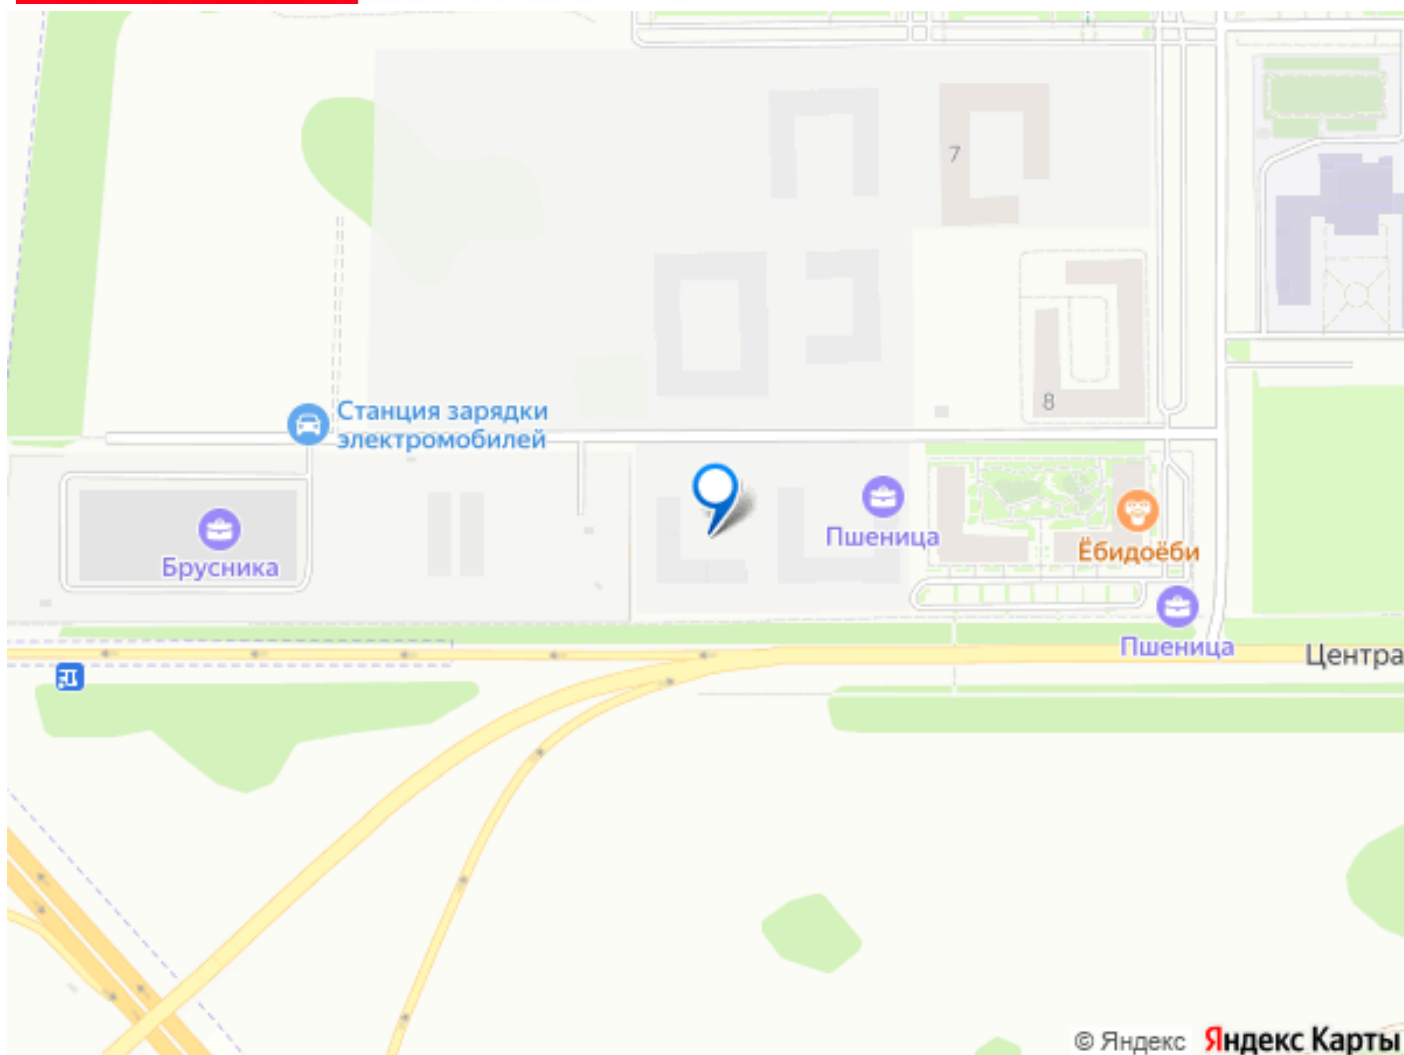 7
8
Станция зарядки
электромобилей
Пшеница
Брусника
Ёбидоёби
Пшеница
Центра
© Яндекс Яндекс Карты